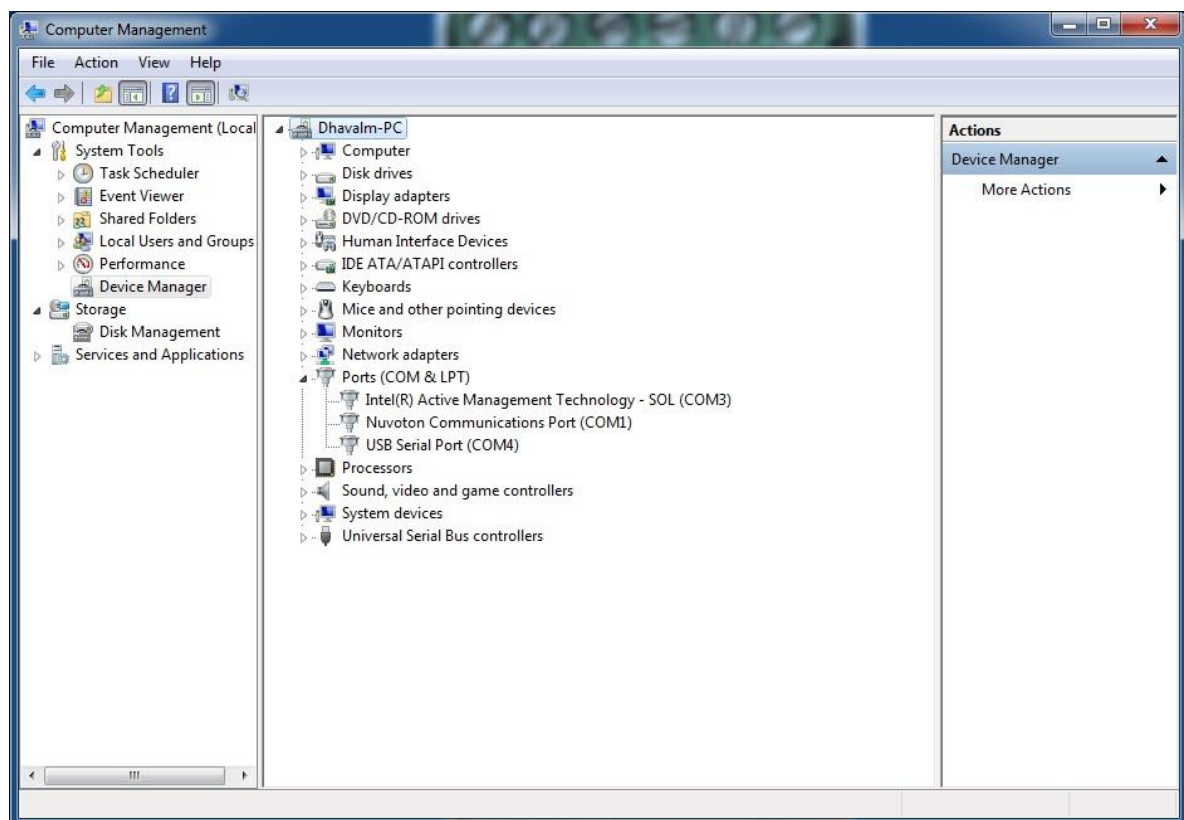 Computer Management
File Action View Help
Computer Management (Local
System Tools
Task Scheduler
Event Viewer
Shared Folders
Local Users and Groups
Performance
Device Manager
Storage
Disk Management
Services and Applications
Dhavalm-PC
Computer
Disk drives
Display adapters
DVD/CD-ROM drives
Human Interface Devices
IDE ATA/ATAPI controllers
Keyboards
Mice and other pointing devices
Monitors
Network adapters
Ports (COM & LPT)
Intel(R) Active Management Technology - SOL (COM3)
Nuvoton Communications Port (COM1)
USB Serial Port (COM4)
Processors
Sound, video and game controllers
System devices
Universal Serial Bus controllers
Actions
Device Manager
More Actions